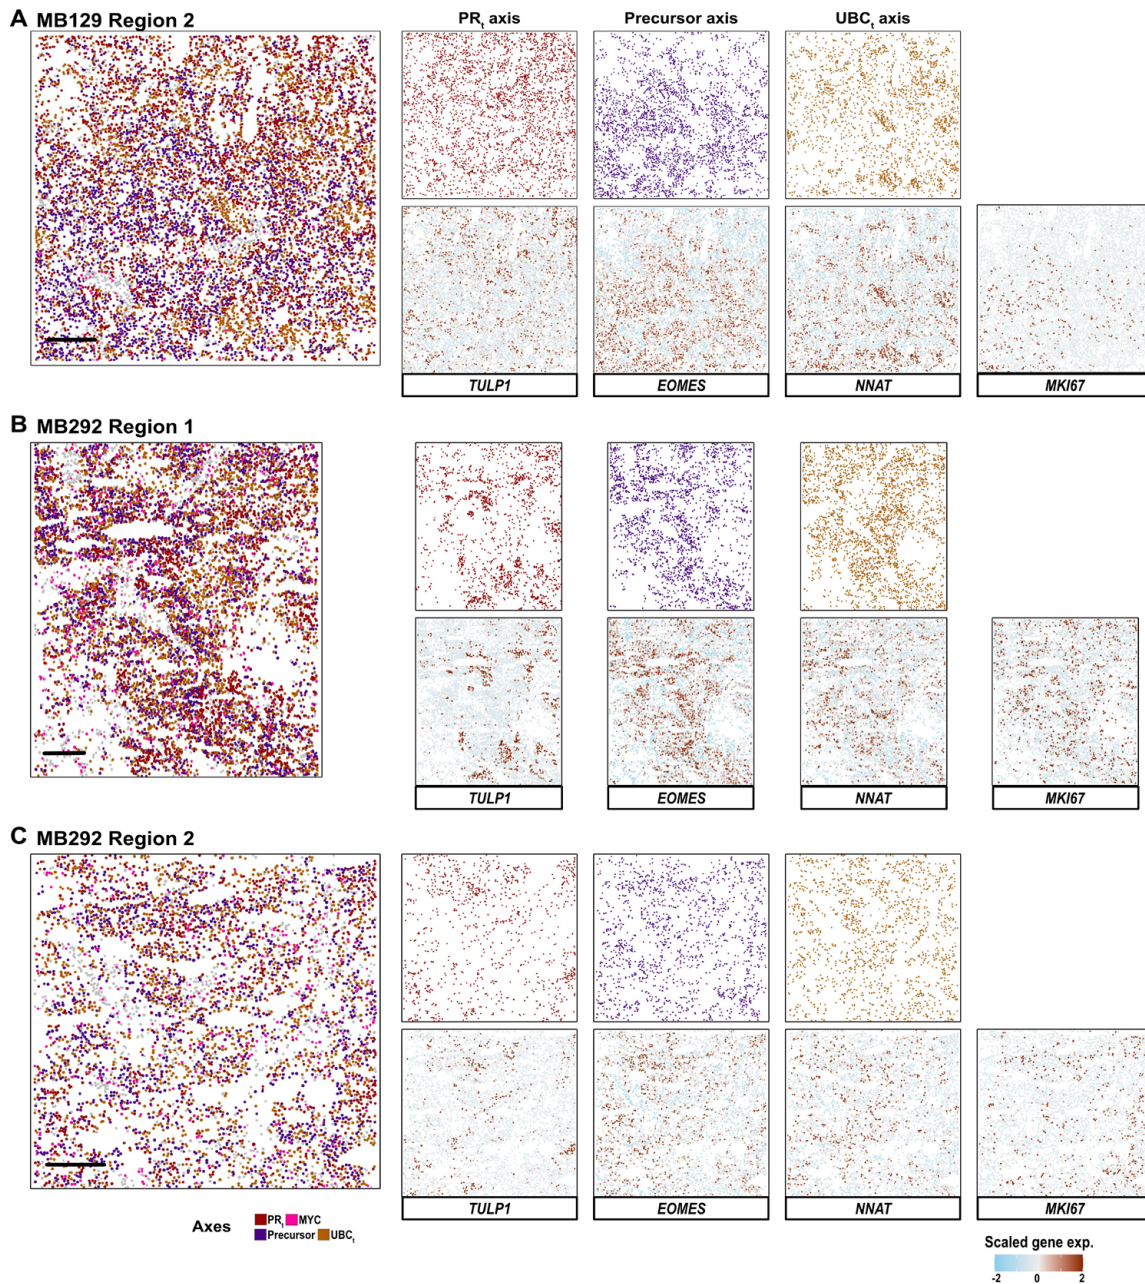 A MB129 Region 2
PRt axis
Precursor axis
UBCt axis
TULP1
EOMES
NNAT
MKI67
B MB292 Region 1
TULP1
EOMES
NNAT
MKI67
C MB292 Region 2
TULP1
EOMES
NNAT
MKI67
Axes
PRt MYC
Precursor UBCt
Scaled gene exp.
-2 0 2